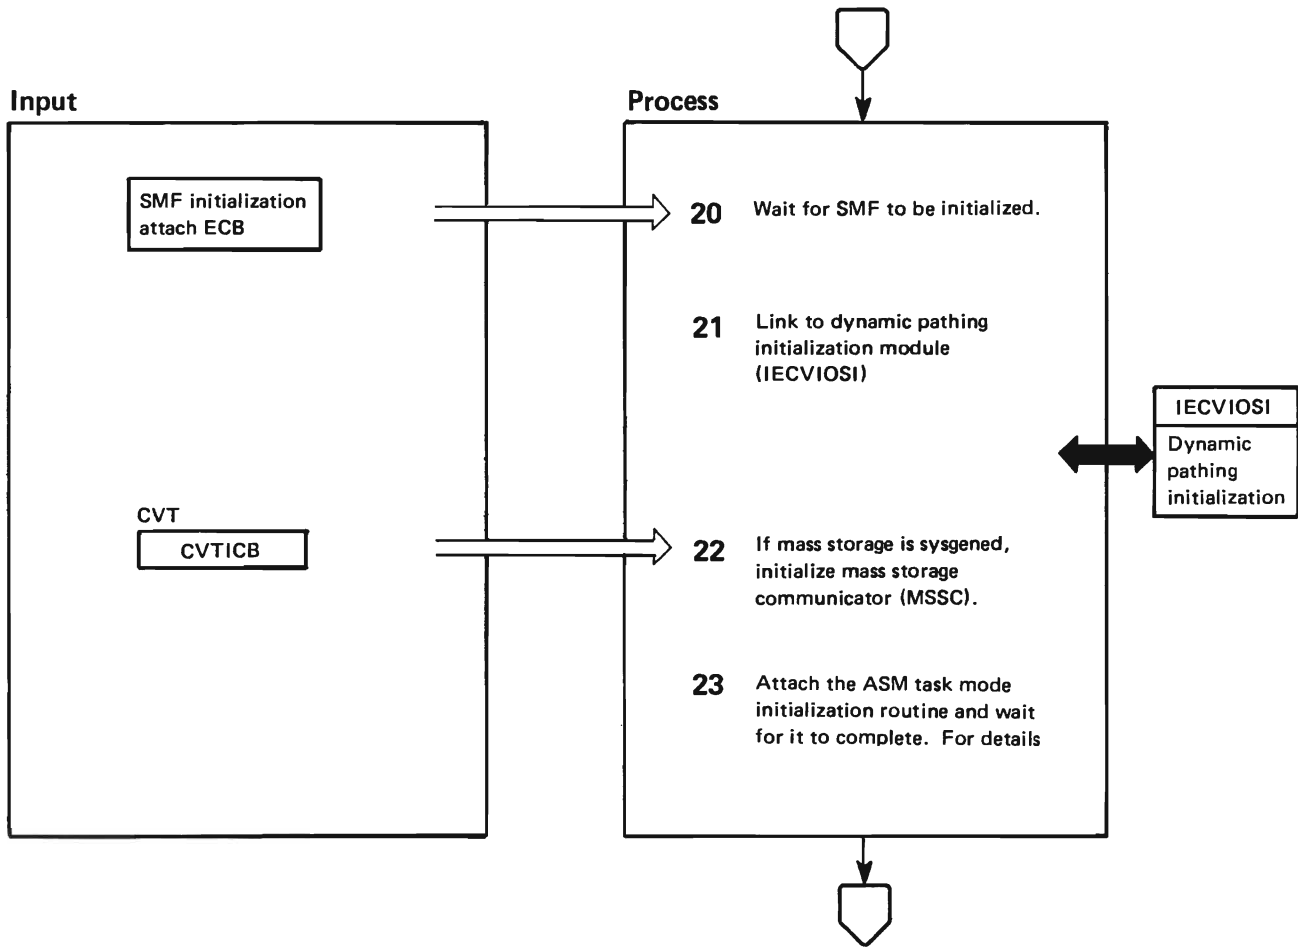 Input
SMF initialization
attach ECB
CVT
CVTICB
Process
20 Wait for SMF to be initialized.
21 Link to dynamic pathing
initialization module
(IECVIOSI)
22 If mass storage is sysgened,
initialize mass storage
communicator (MSSC).
23 Attach the ASM task mode
initialization routine and wait
for it to complete. For details
IECVIOSI
Dynamic
pathing
initialization